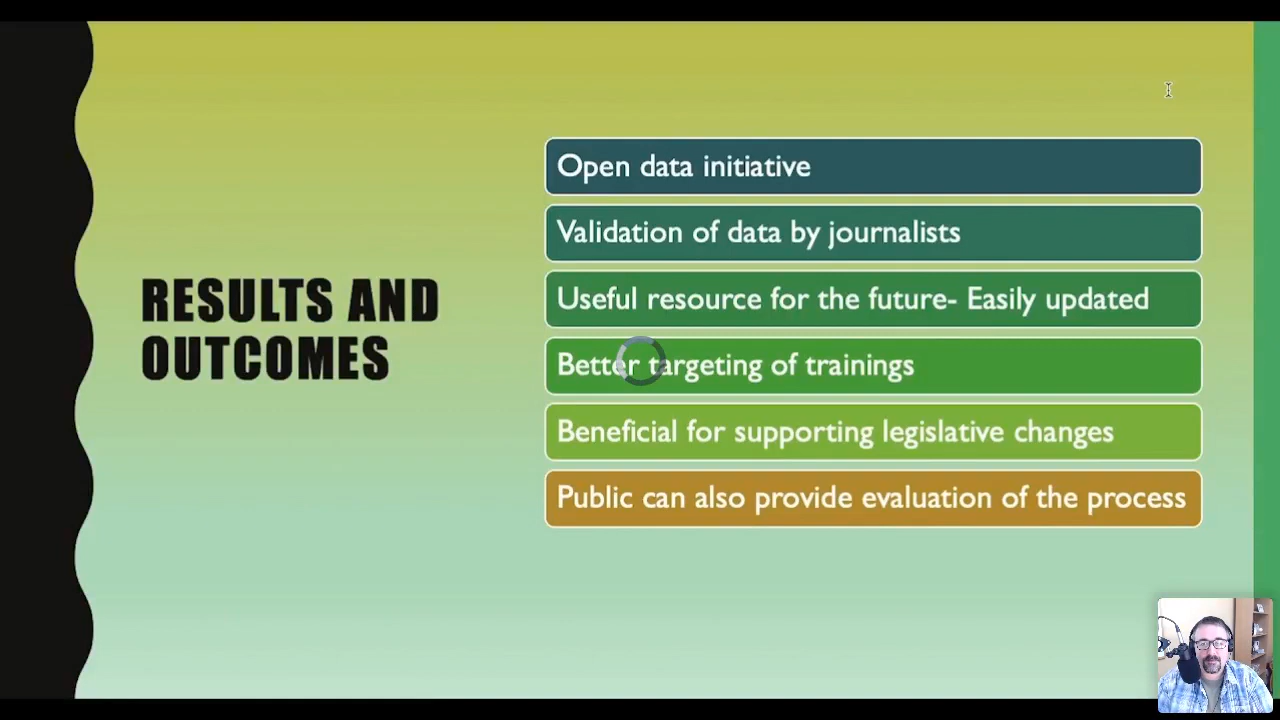 RESULTS AND
OUTCOMES
Open data initiative
Validation of data by journalists
Useful resource for the future- Easily updated
Better targeting of trainings
Beneficial for supporting legislative changes
Public can also provide evaluation of the process